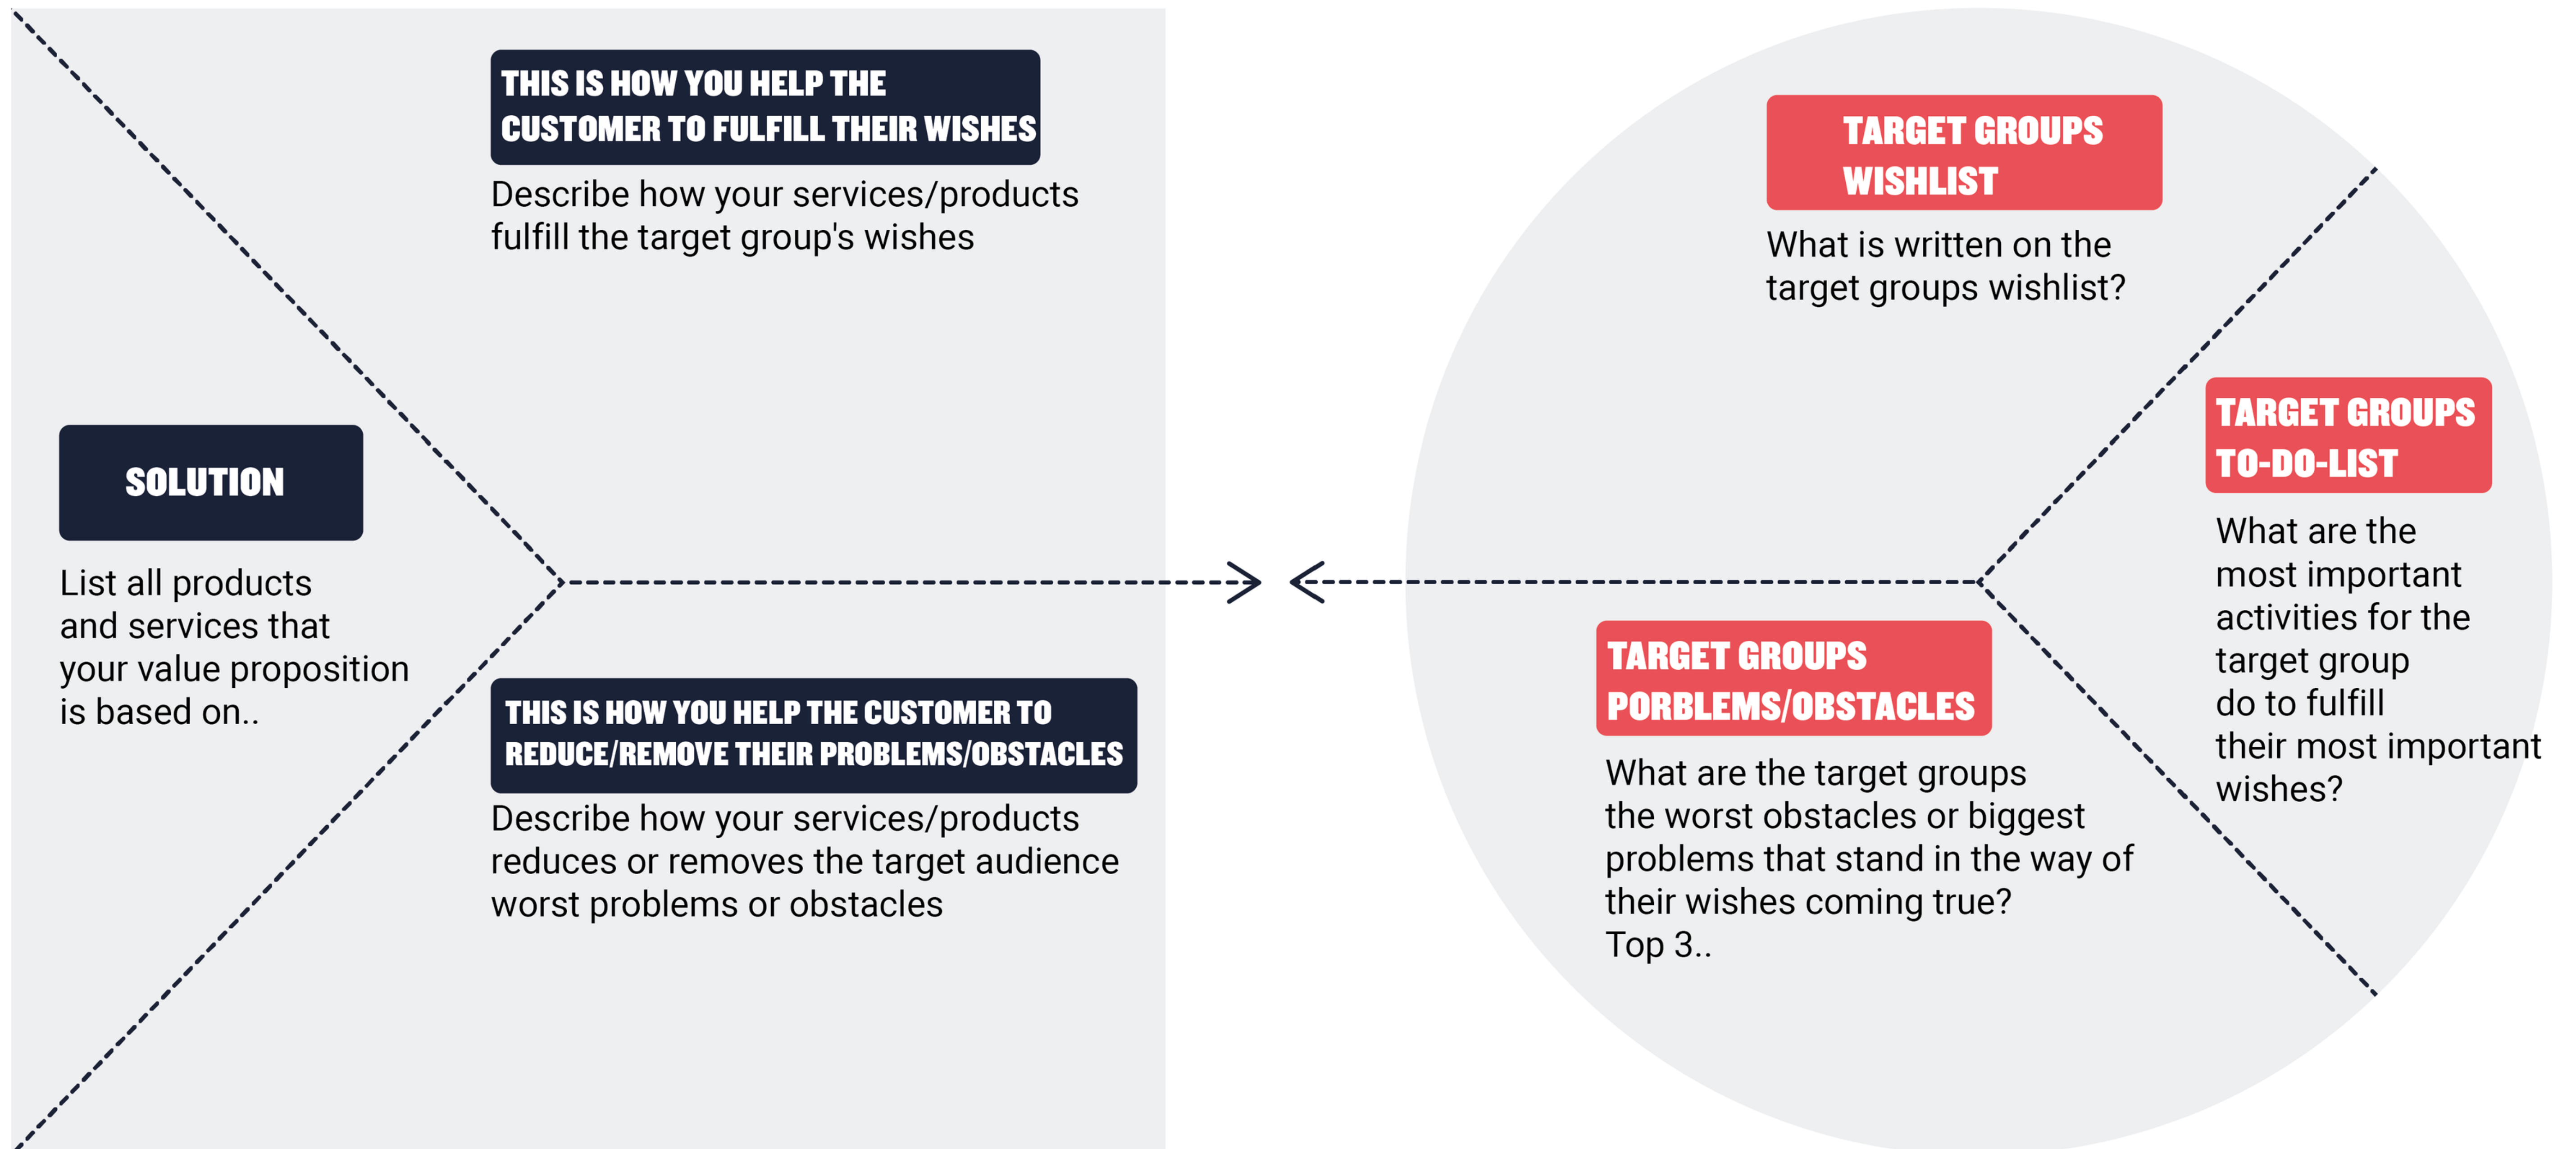 THIS IS HOW YOU HELP THE
CUSTOMER TO FULFILL THEIR WISHES
Describe how your services/products
fulfill the target group's wishes
SOLUTION
List all products
and services that
your value proposition
is based on..
THIS IS HOW YOU HELP THE CUSTOMER TO
REDUCE/REMOVE THEIR PROBLEMS/OBSTACLES
Describe how your services/products
reduces or removes the target audience
worst problems or obstacles
TARGET GROUPS
WISHLIST
What is written on the
target groups wishlist?
TARGET GROUPS
TO-DO-LIST
What are the
most important
activities for the
target group
do to fulfill
their most important
wishes?
TARGET GROUPS
PORBLEMS/OBSTACLES
What are the target groups
the worst obstacles or biggest
problems that stand in the way of
their wishes coming true?
Top 3..